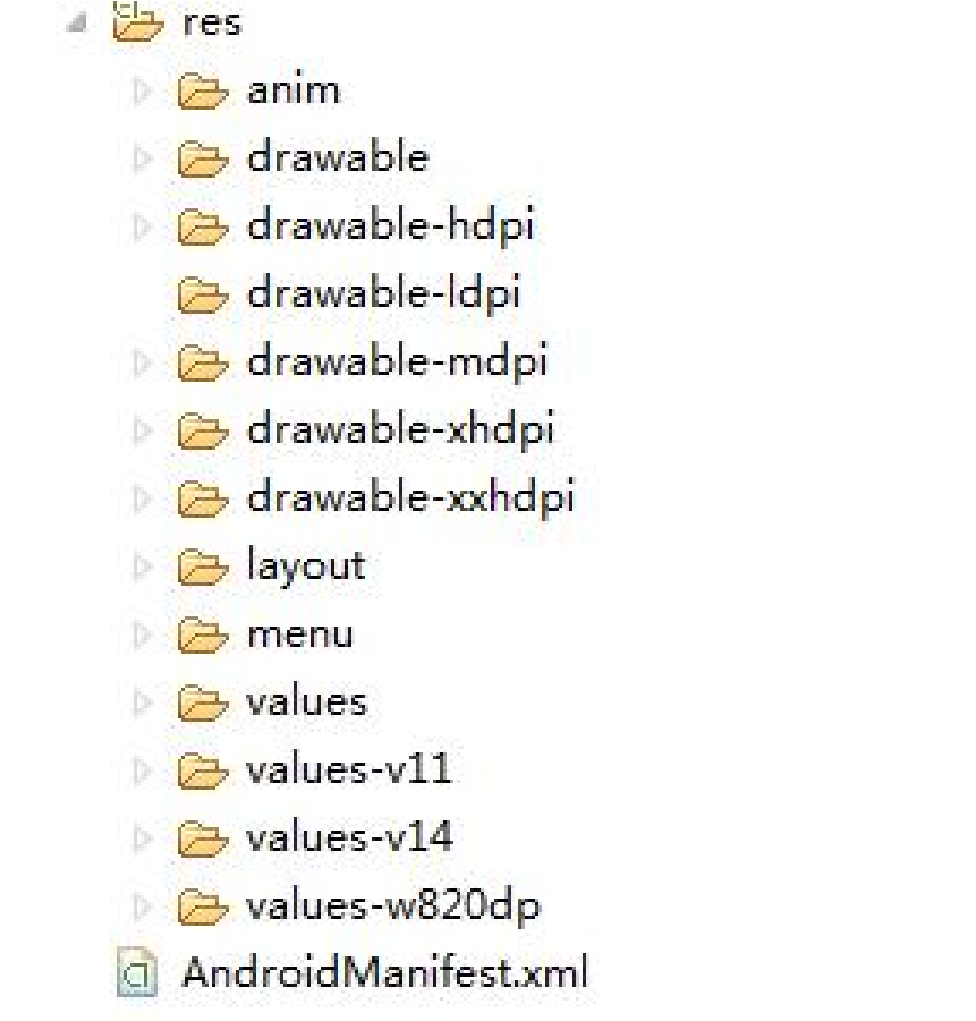 res
anim
drawable
drawable-hdpi
drawable-ldpi
drawable-mdpi
drawable-xhdpi
drawable-xxhdpi
layout
menu
values
values-v11
values-v14
values-w820dp
AndroidManifest.xml